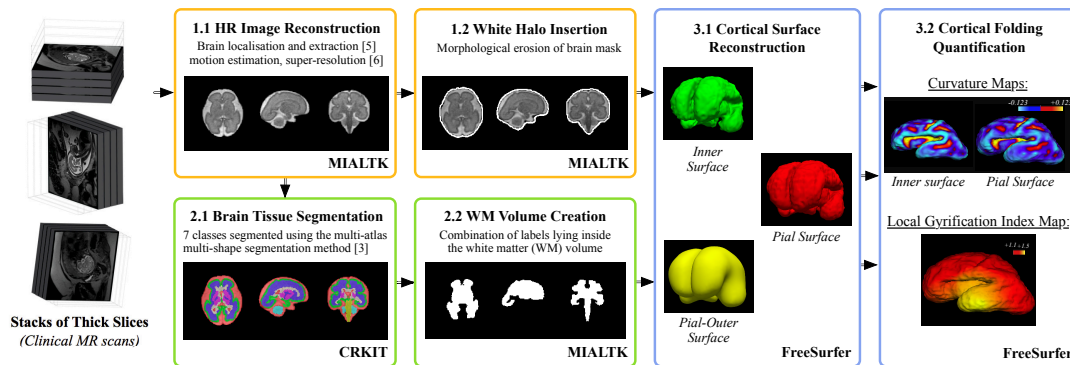 Stacks of Thick Slices
(Clinical MR scans)
1.1 HR Image Reconstruction
Brain localisation and extraction [5]
motion estimation, super-resolution [6]
MIALTK
1.2 White Halo Insertion
Morphological erosion of brain mask
MIALTK
2.1 Brain Tissue Segmentation
7 classes segmented using the multi-atlas
multi-shape segmentation method [3]
CRKIT
2.2 WM Volume Creation
Combination of labels lying inside
the white matter (WM) volume
MIALTK
3.1 Cortical Surface
Reconstruction
Inner
Surface
Pial Surface
Pial-Outer
Surface
FreeSurfer
3.2 Cortical Folding
Quantification
Curvature Maps:
-0.123
Inner surface
Pial Surface
Local Gyrification Index Map:
+1.1 +1.5
FreeSurfer